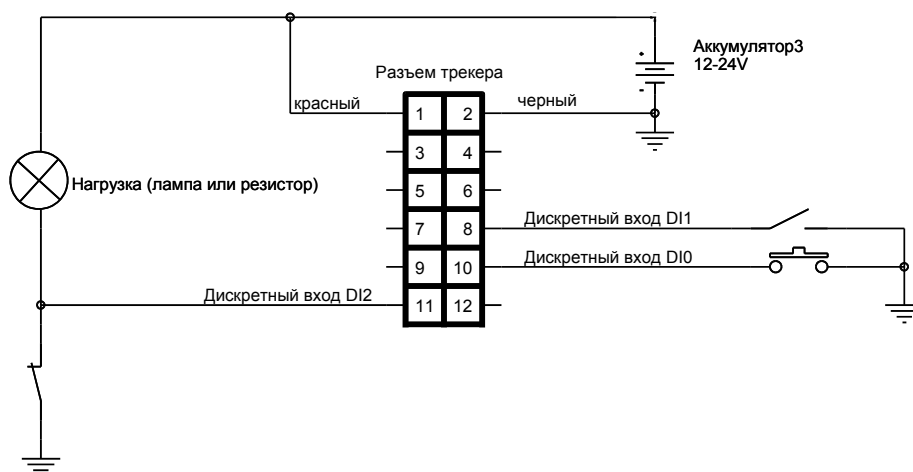 Аккумулятор3
12-24V
Разъем трекера
красный
черный
1 2
3 4
Нагрузка (лампа или резистор)
5 6
Дискретный вход DI1
7 8
Дискретный вход DI0
9 10
Дискретный вход DI2
11 12